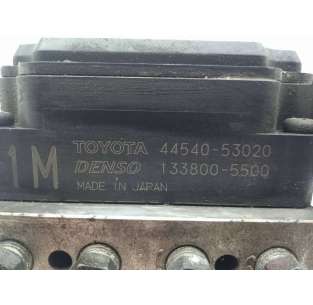 TOYOTA 44540-53020
1M DENSO 133800-5500
MADE IN JAPAN